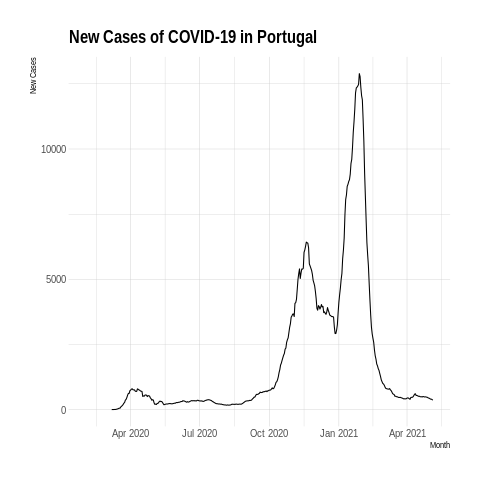 New Cases of COVID-19 in Portugal
New Cases
10000
5000
0
Apr 2020 Jul 2020 Oct 2020 Jan 2021 Apr 2021
Month